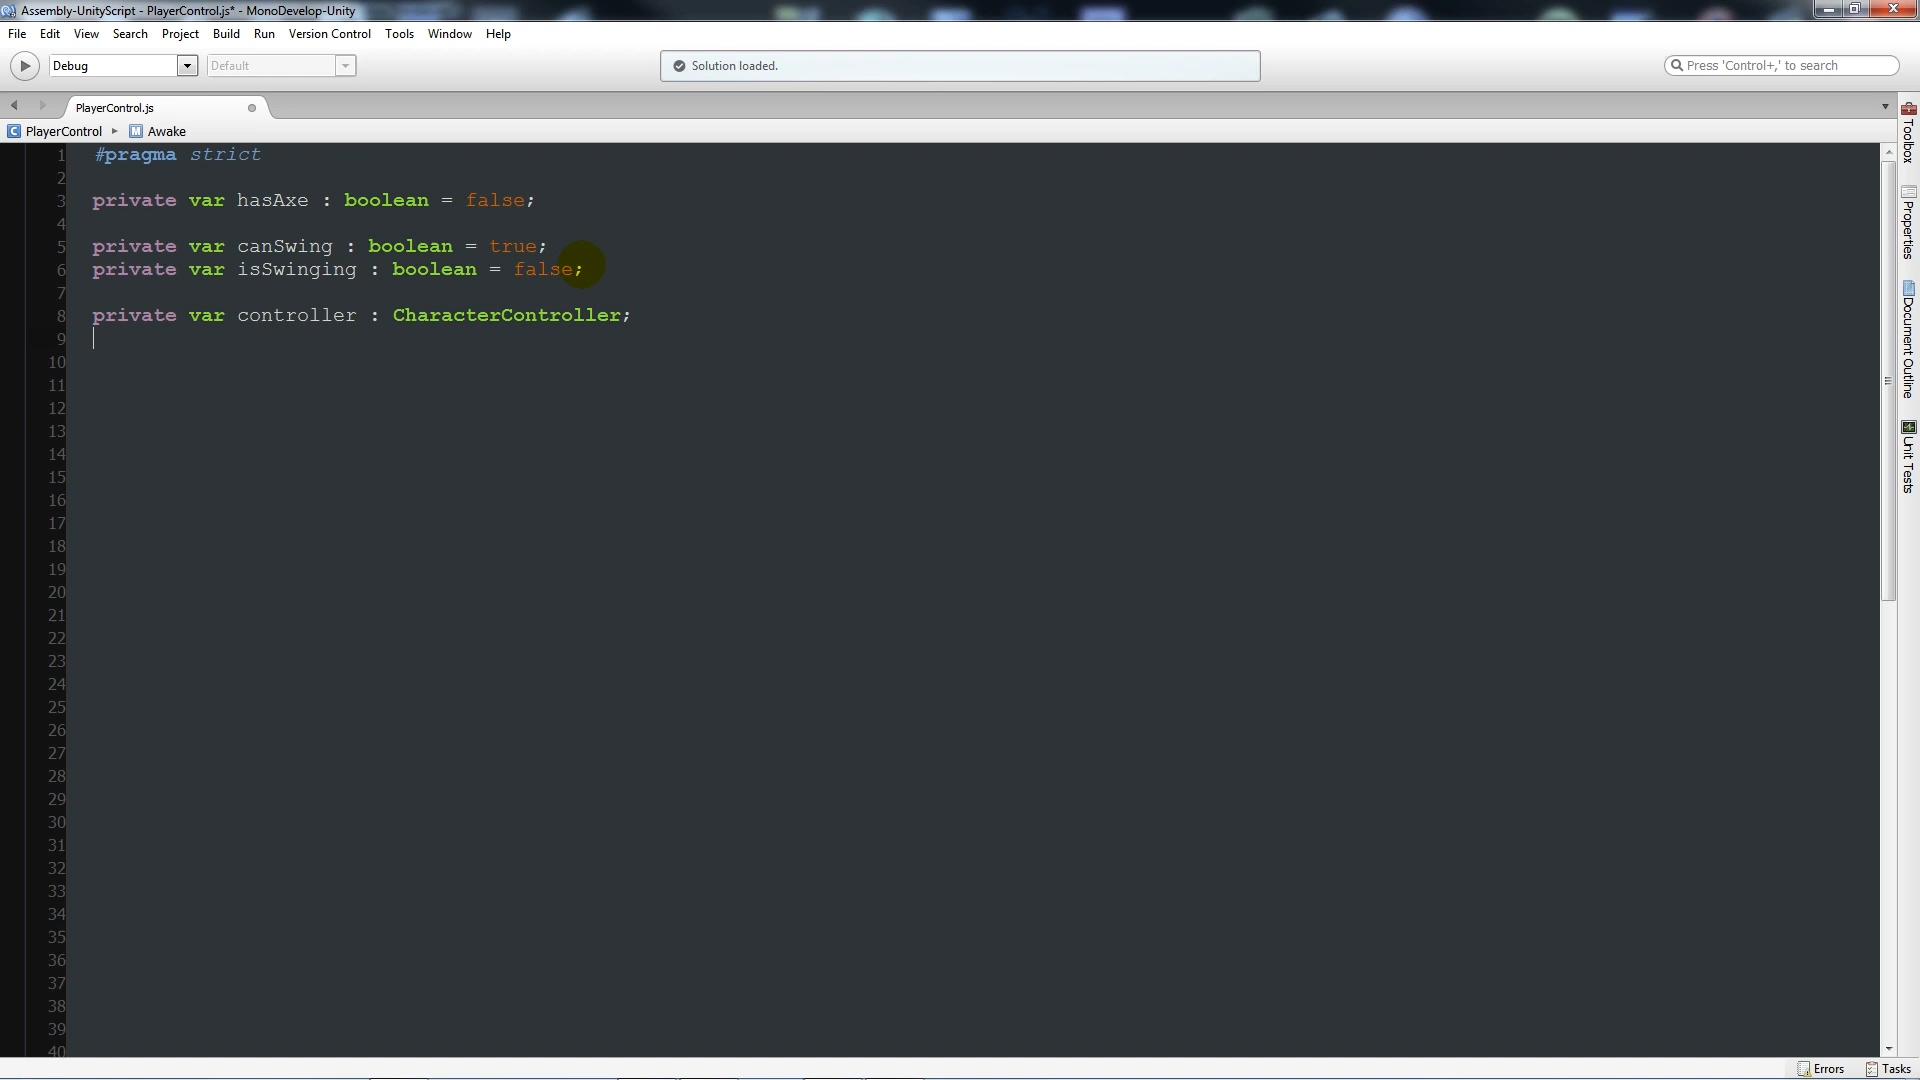 Assembly-UnityScript - PlayerControl.js* - MonoDevelop-Unity
File Edit View Search Project Build Run Version Control Tools Window Help
Debug Default Solution loaded. Press 'Control+,' to search
PlayerControl.js
PlayerControl Awake
1 #pragma strict
2
3 private var hasAxe : boolean = false;
4
5 private var canSwing : boolean = true;
6 private var isSwinging : boolean = false;
7
8 private var controller : CharacterController;
9
10
11
12
13
14
15
16
17
18
19
20
21
22
23
24
25
26
27
28
29
30
31
32
33
34
35
36
37
38
39
40
Toolbox
Properties
Document Outline
Unit Tests
Errors Tasks